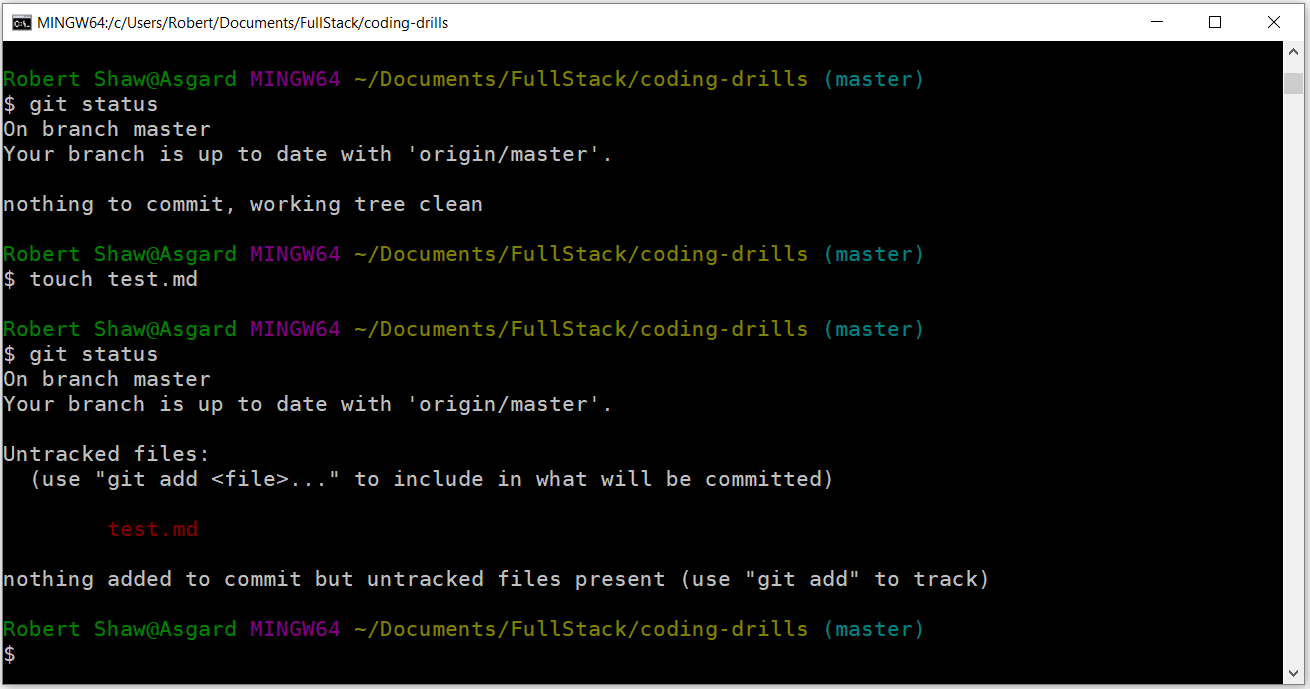 MINGW64:/c/Users/Robert/Documents/FullStack/coding-drills
Robert Shaw@Asgard MINGW64 ~/Documents/FullStack/coding-drills (master)
$ git status
On branch master
Your branch is up to date with 'origin/master'.
nothing to commit, working tree clean
Robert Shaw@Asgard MINGW64 ~/Documents/FullStack/coding-drills (master)
$ touch test.md
Robert Shaw@Asgard MINGW64 ~/Documents/FullStack/coding-drills (master)
$ git status
On branch master
Your branch is up to date with 'origin/master'.
Untracked files:
  (use "git add <file>..." to include in what will be committed)
        test.md
nothing added to commit but untracked files present (use "git add" to track)
Robert Shaw@Asgard MINGW64 ~/Documents/FullStack/coding-drills (master)
$